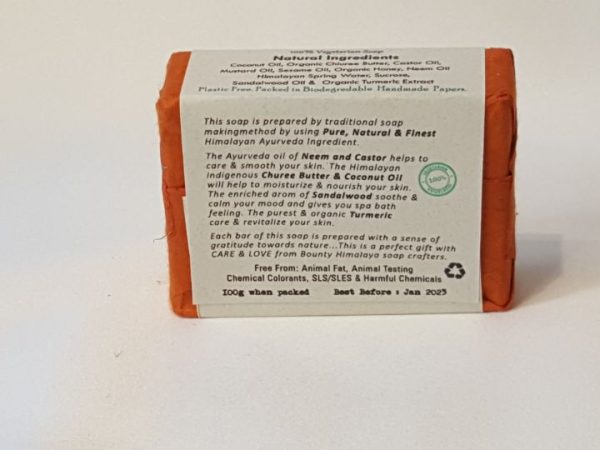 100% Vegetarian Soap
Natural Ingredients
Coconut Oil, Organic Chiuree Butter, Castor Oil,
Mustard Oil, Sesame Oil, Organic Honey, Neem Oil
Himalayan Spring Water, Sucrose,
Sandalwood Oil & Organic Turmeric Extract
Plastic Free. Packed in Biodegredable Handmade Papers.
This soap is prepared by traditional soap
makingmethod by using Pure, Natural & Finest
Himalayan Ayurveda Ingredient.
The Ayurveda oil of Neem and Castor helps to
care & smooth your skin. The Himalayan
indigenous Churee Butter & Coconut Oil
will help to moisturize & nourish your skin.
The enriched arom of Sandalwood soothe &
calm your mood and gives you spa bath
feeling. The purest & organic Turmeric
care & revitalize your skin.
100%
Each bar of this soap is prepared with a sense of
gratitude towards nature...This is a perfect gift with
CARE & LOVE from Bounty Himalaya soap crafters.
Free From: Animal Fat, Animal Testing
Chemical Colorants, SLS/SLES & Harmful Chemicals
100g when packed Best Before : Jan 2023